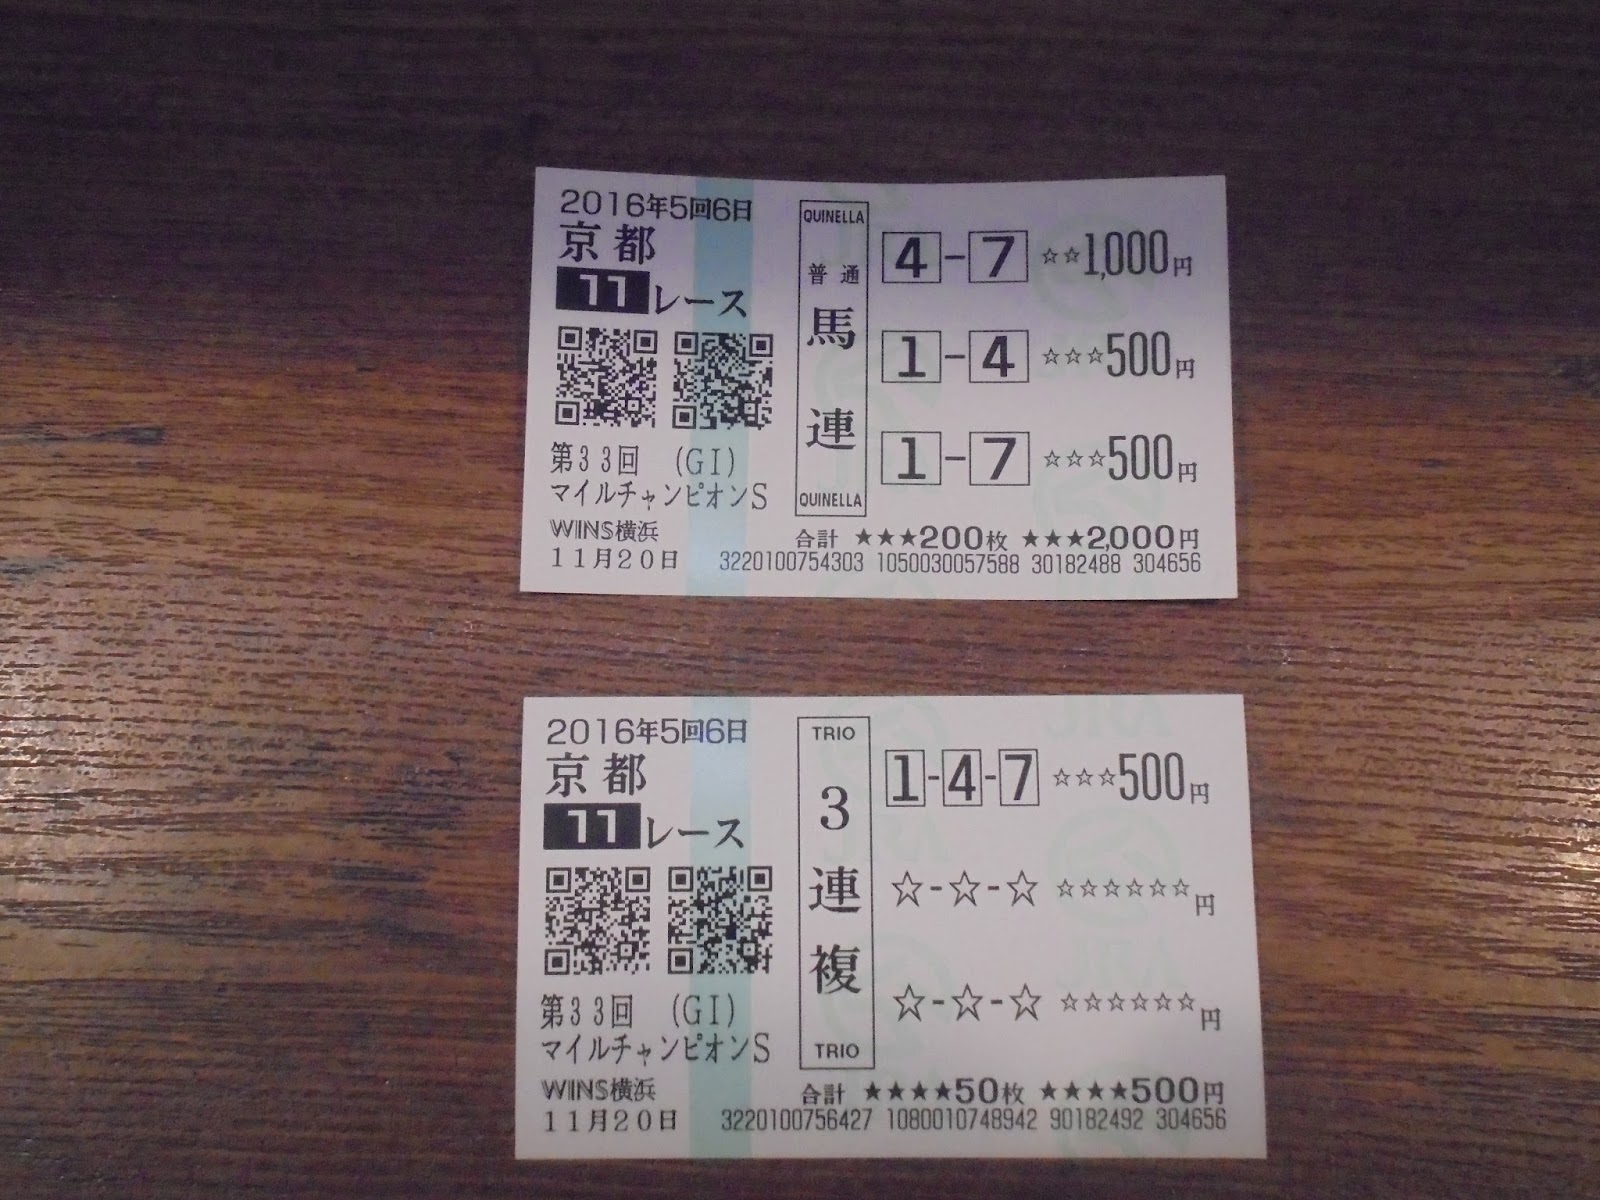 2016年5回6日
京都
11レース
第33回 (GI)
マイルチャンピオンS
WINS横浜
11月20日
QUINELLA
普通
馬連
QUINELLA
4-7 ☆☆1,000円
1-4 ☆☆☆500円
1-7 ☆☆☆500円
合計 ★★★200枚 ★★★2,000円
3220100754303 1050030057588 30182488 304656
2016年5回6日
京都
11レース
第33回 (GI)
マイルチャンピオンS
WINS横浜
11月20日
TRIO
3連複
TRIO
1-4-7 ☆☆☆500円
☆-☆-☆ ☆☆☆☆☆☆円
☆-☆-☆ ☆☆☆☆☆☆円
合計 ★★★★50枚 ★★★★500円
3220100756427 1080010748942 90182492 304656